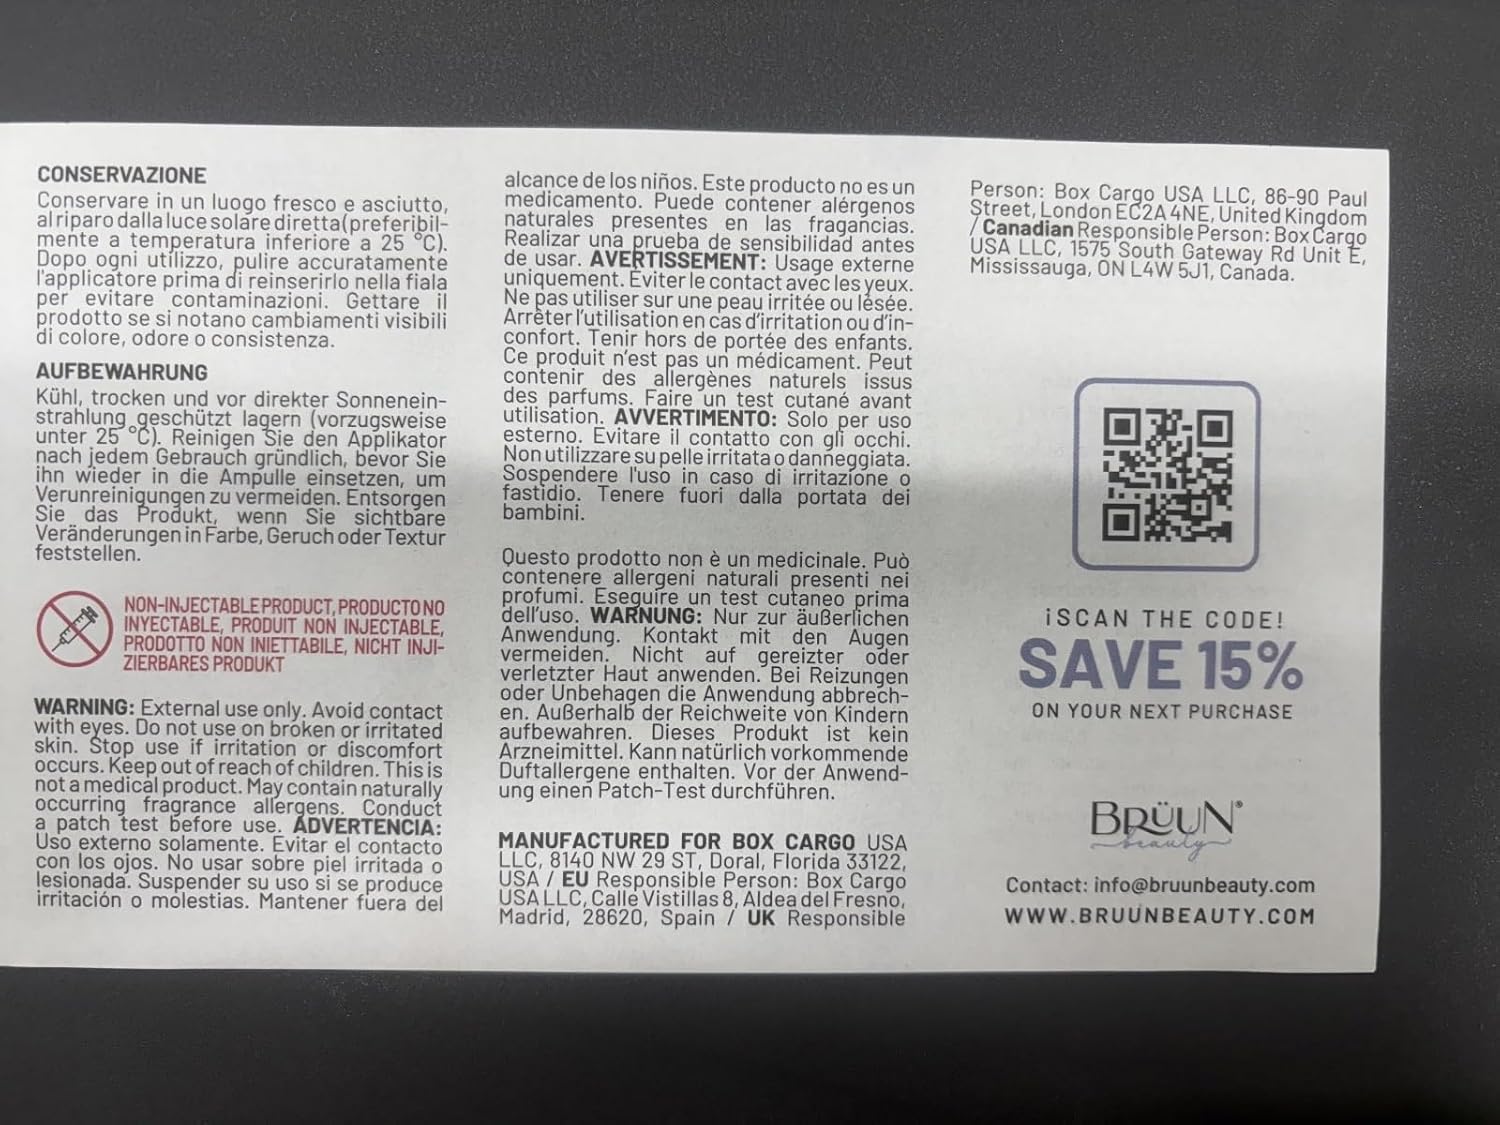 CONSERVAZIONE
Conservare in un luogo fresco e asciutto,
al riparo dalla luce solare diretta (preferibil-
mente a temperatura inferiore a 25 °C).
Dopo ogni utilizzo, pulire accuratamente
l'applicatore prima di reinserirlo nella fiala
per evitare contaminazioni. Gettare il
prodotto se si notano cambiamenti visibili
di colore, odore o consistenza.
AUFBEWAHRUNG
Kühl, trocken und vor direkter Sonnenein-
strahlung geschützt lagern (vorzugsweise
unter 25 °C). Reinigen Sie den Applikator
nach jedem Gebrauch gründlich, bevor Sie
ihn wieder in die Ampulle einsetzen, um
Verunreinigungen zu vermeiden. Entsorgen
Sie das Produkt, wenn Sie sichtbare
Veränderungen in Farbe, Geruch oder Textur
feststellen.
NON-INJECTABLE PRODUCT, PRODUCTO NO
INYECTABLE, PRODUIT NON INJECTABLE,
PRODOTTO NON INIETTABILE, NICHT INJI-
ZIERBARES PRODUKT
WARNING: External use only. Avoid contact
with eyes. Do not use on broken or irritated
skin. Stop use if irritation or discomfort
occurs. Keep out of reach of children. This is
not a medical product. May contain naturally
occurring fragrance allergens. Conduct
a patch test before use. ADVERTENCIA:
Uso externo solamente. Evitar el contacto
con los ojos. No usar sobre piel irritada o
lesionada. Suspender su uso si se produce
irritación o molestias. Mantener fuera del
alcance de los niños. Este producto no es un
medicamento. Puede contener alérgenos
naturales presentes en las fragancias.
Realizar una prueba de sensibilidad antes
de usar. AVERTISSEMENT: Usage externe
uniquement. Éviter le contact avec les yeux.
Ne pas utiliser sur une peau irritée ou lésée.
Arrêter l'utilisation en cas d'irritation ou d'in-
confort. Tenir hors de portée des enfants.
Ce produit n'est pas un médicament. Peut
contenir des allergènes naturels issus
des parfums. Faire un test cutané avant
utilisation. AVVERTIMENTO: Solo per uso
esterno. Evitare il contatto con gli occhi.
Non utilizzare su pelle irritata o danneggiata.
Sospendere l'uso in caso di irritazione o
fastidio. Tenere fuori dalla portata dei
bambini.
Questo prodotto non è un medicinale. Può
contenere allergeni naturali presenti nei
profumi. Eseguire un test cutaneo prima
dell'uso. WARNUNG: Nur zur äußerlichen
Anwendung. Kontakt mit den Augen
vermeiden. Nicht auf gereizter oder
verletzter Haut anwenden. Bei Reizungen
oder Unbehagen die Anwendung abbrech-
en. Außerhalb der Reichweite von Kindern
aufbewahren. Dieses Produkt ist kein
Arzneimittel. Kann natürlich vorkommende
Duftallergene enthalten. Vor der Anwend-
ung einen Patch-Test durchführen.
MANUFACTURED FOR BOX CARGO USA
LLC, 8140 NW 29 ST, Doral, Florida 33122,
USA / EU Responsible Person: Box Cargo
USA LLC, Calle Vistillas 8, Aldea del Fresno,
Madrid, 28620, Spain / UK Responsible
Person: Box Cargo USA LLC, 86-90 Paul
Street, London EC2A 4NE, United Kingdom
/ Canadian Responsible Person: Box Cargo
USA LLC, 1575 South Gateway Rd Unit E,
Mississauga, ON L4W 5J1, Canada.
¡SCAN THE CODE!
SAVE 15%
ON YOUR NEXT PURCHASE
BRÜUN®
beauty
Contact: info@bruunbeauty.com
WWW.BRUUNBEAUTY.COM